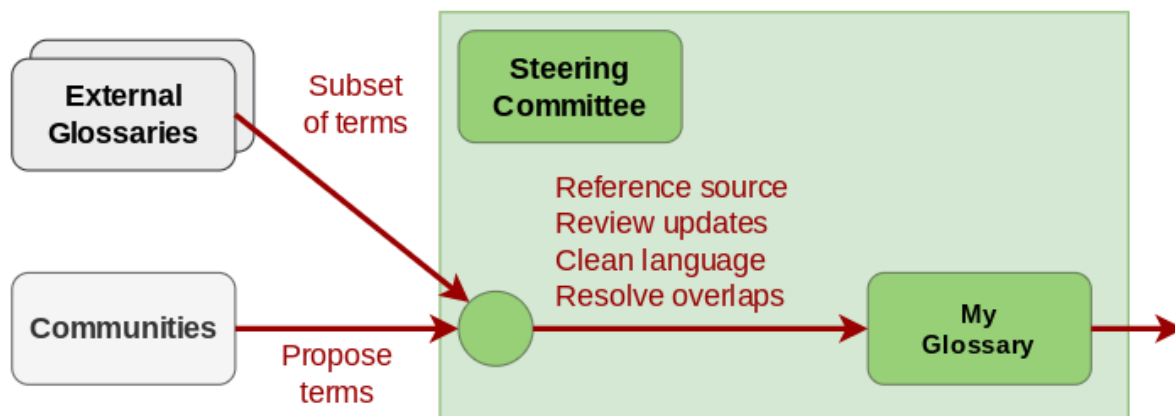 External
Glossaries
Subset
of terms
Steering
Committee
Reference source
Review updates
Clean language
Resolve overlaps
Communities
Propose
terms
My
Glossary